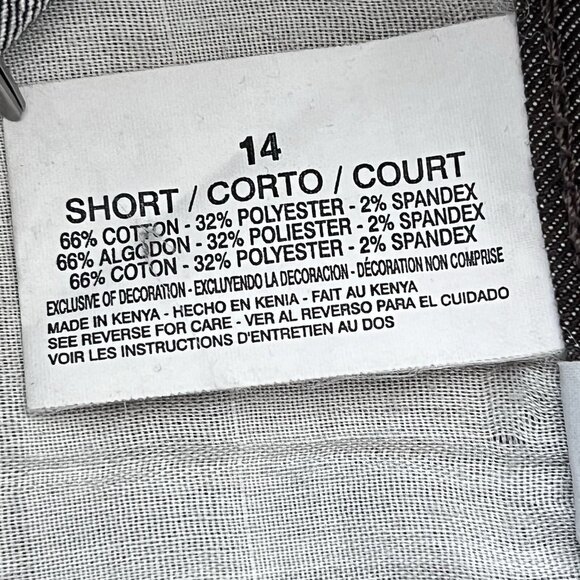 14
SHORT / CORTO / COURT
66% COTTON - 32% POLYESTER - 2% SPANDEX
66% ALGODON - 32% POLIESTER - 2% SPANDEX
66% COTON - 32% POLYESTER - 2% SPANDEX
EXCLUSIVE OF DECORATION - EXCLUYENDO LA DECORACION - DÉCORATION NON COMPRISE
MADE IN KENYA - HECHO EN KENIA - FAIT AU KENYA
SEE REVERSE FOR CARE - VER AL REVERSO PARA EL CUIDADO
VOIR LES INSTRUCTIONS D'ENTRETIEN AU DOS